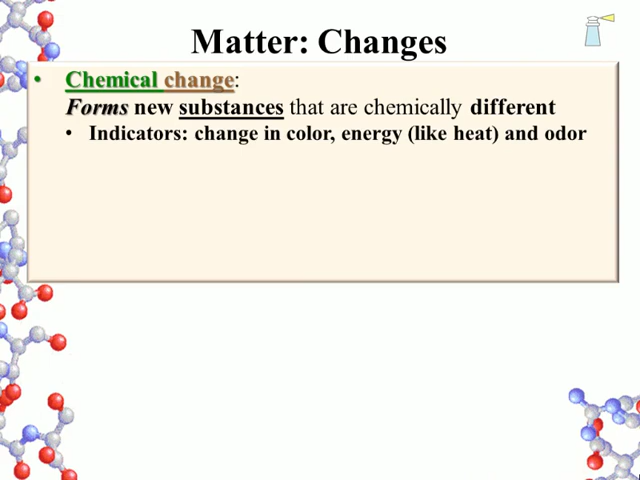 Matter: Changes
• Chemical change:
Forms new substances that are chemically different
• Indicators: change in color, energy (like heat) and odor